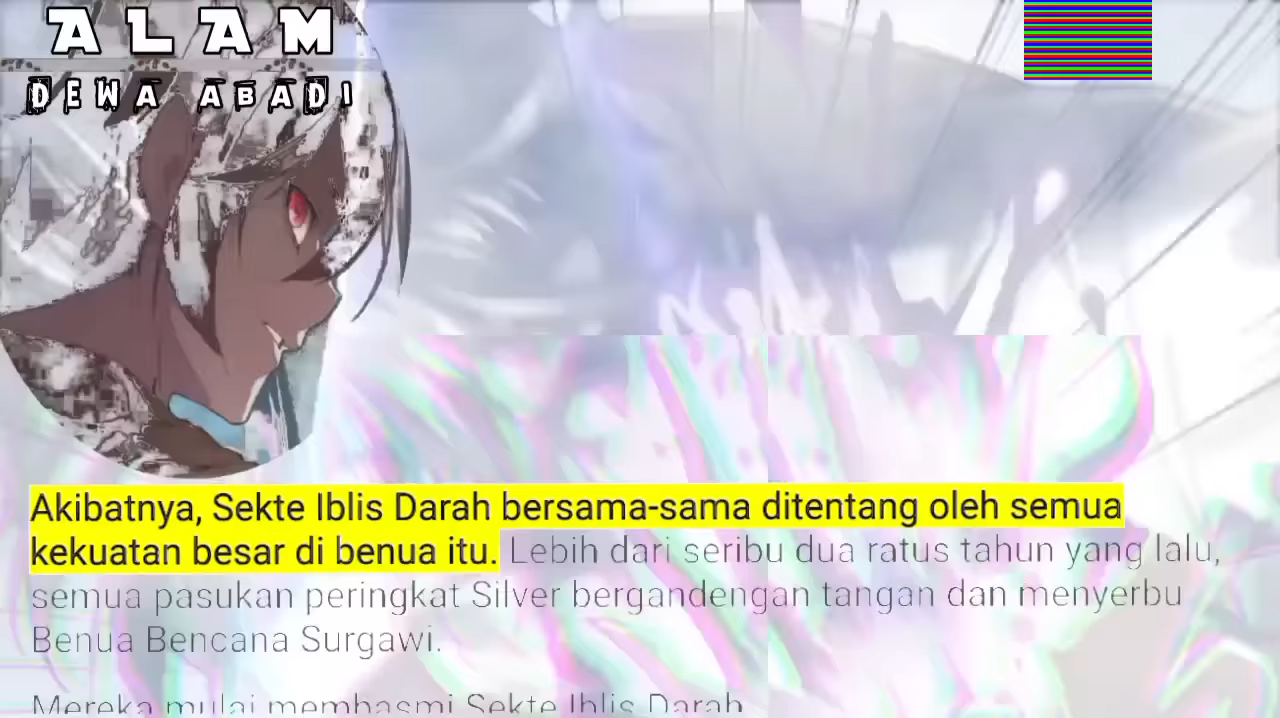 ALAM
DEWA ABADI
Akibatnya, Sekte Iblis Darah bersama-sama ditentang oleh semua
kekuatan besar di benua itu. Lebih dari seribu dua ratus tahun yang lalu,
semua pasukan peringkat Silver bergandengan tangan dan menyerbu
Benua Bencana Surgawi.
Mereka mulai membasmi Sekte Iblis Darah